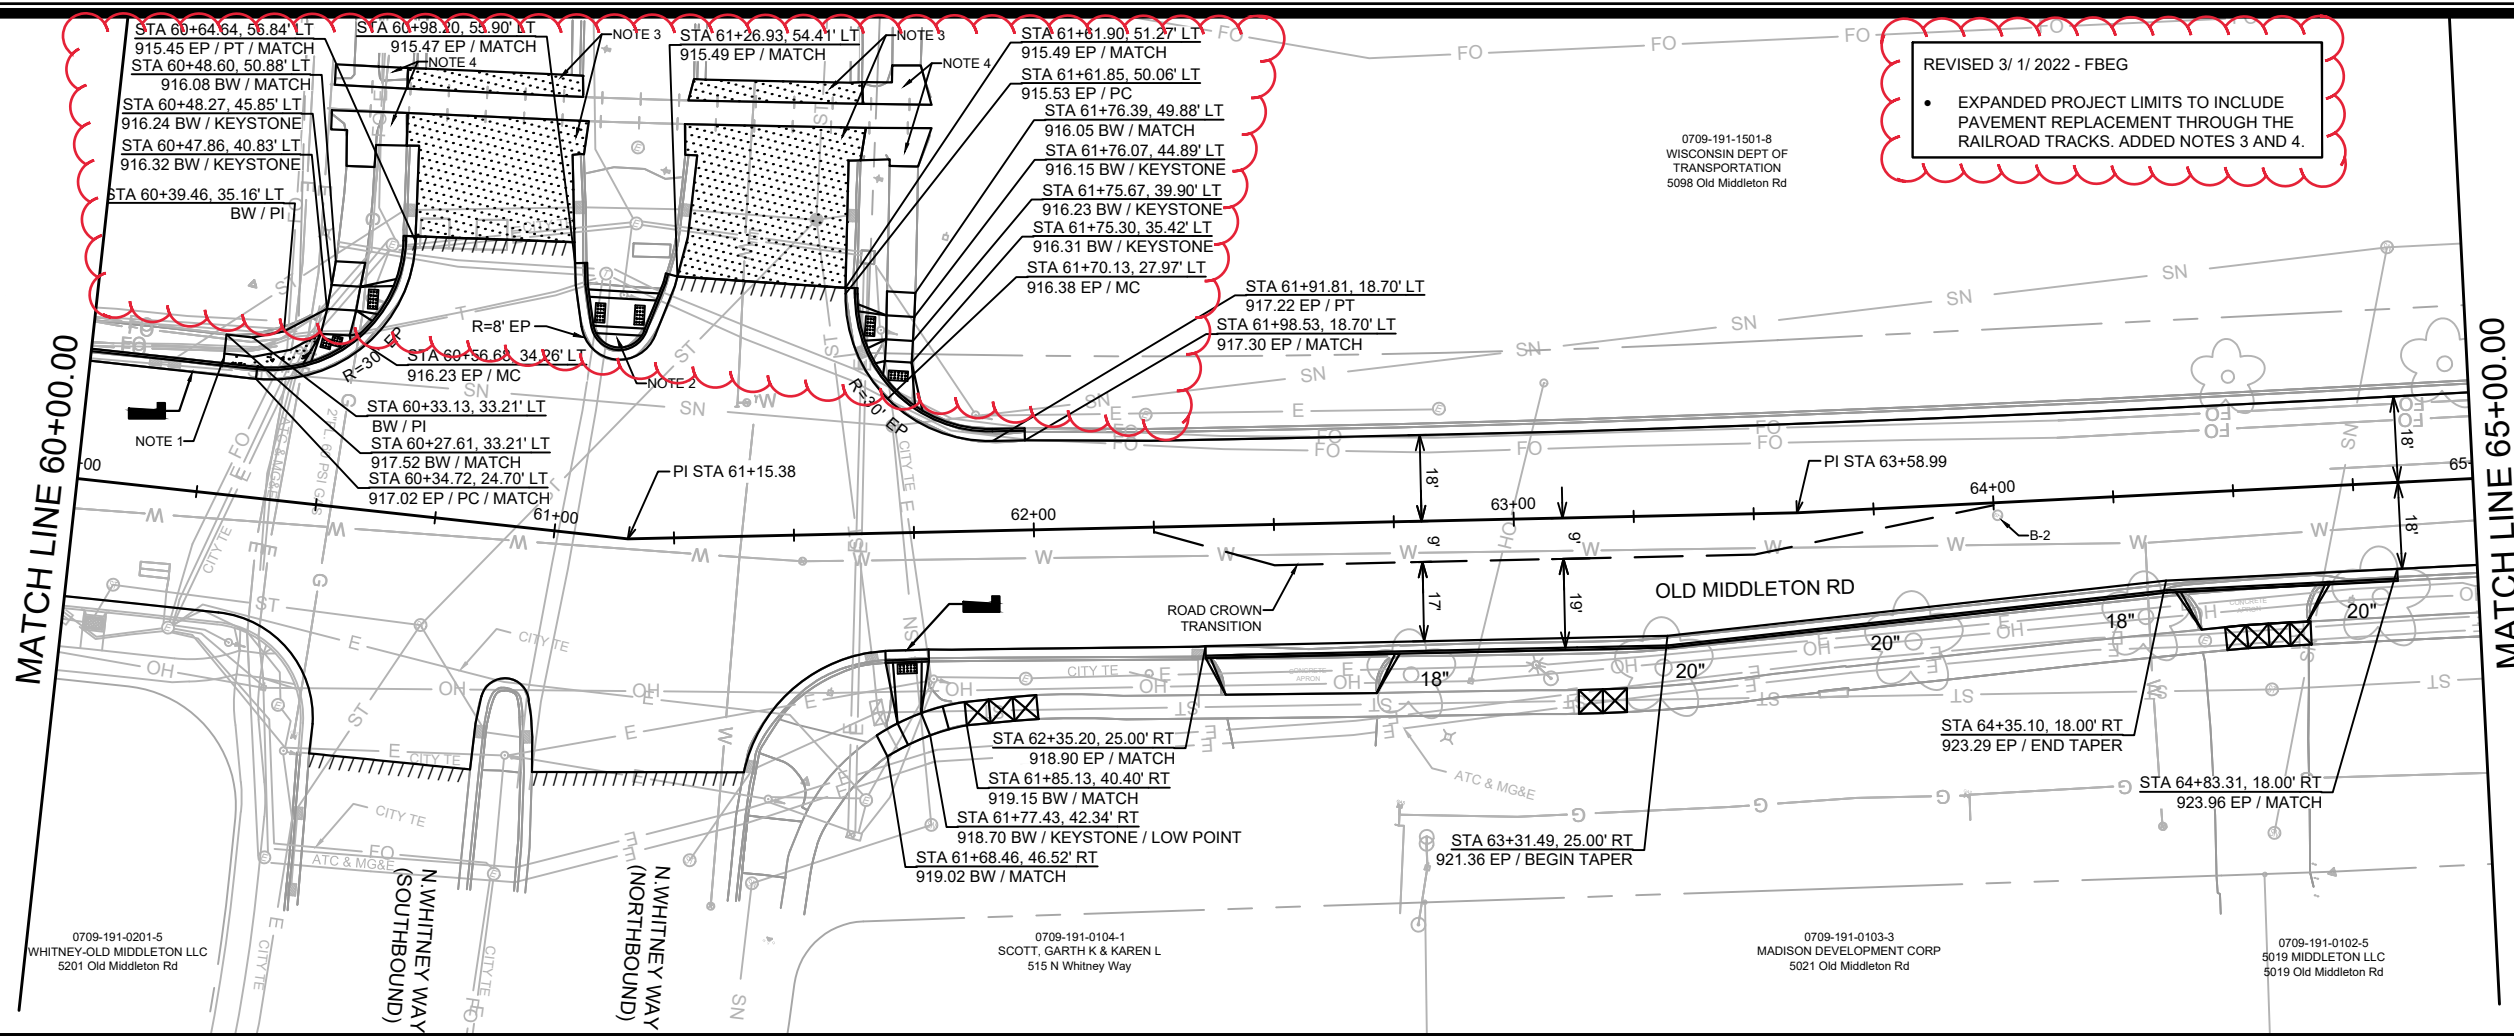 STA 60+64.64, 56.84' LT
915.45 EP / PT / MATCH
STA 60+48.60, 50.88' LT
916.08 BW / MATCH
STA 60+48.27, 45.85' LT
916.24 BW / KEYSTONE
STA 60+47.86, 40.83' LT
916.32 BW / KEYSTONE
STA 60+39.46, 35.16' LT
BW / PI
STA 60+98.20, 55.90' LT
915.47 EP / MATCH
NOTE 4
NOTE 3
STA 61+26.93, 54.41' LT
915.49 EP / MATCH
NOTE 3
NOTE 4
STA 61+61.90, 51.27' LT
915.49 EP / MATCH
STA 61+61.85, 50.06' LT
915.53 EP / PC
STA 61+76.39, 49.88' LT
916.05 BW / MATCH
STA 61+76.07, 44.89' LT
916.15 BW / KEYSTONE
STA 61+75.67, 39.90' LT
916.23 BW / KEYSTONE
STA 61+75.30, 35.42' LT
916.31 BW / KEYSTONE
STA 61+70.13, 27.97' LT
916.38 EP / MC
STA 61+91.81, 18.70' LT
917.22 EP / PT
STA 61+98.53, 18.70' LT
917.30 EP / MATCH
REVISED 3/ 1/ 2022 - FBEG
• EXPANDED PROJECT LIMITS TO INCLUDE
PAVEMENT REPLACEMENT THROUGH THE
RAILROAD TRACKS. ADDED NOTES 3 AND 4.
0709-191-1501-8
WISCONSIN DEPT OF
TRANSPORTATION
5098 Old Middleton Rd
MATCH LINE 60+00.00
MATCH LINE 65+00.00
R=30' EP
R=8' EP
R=30' EP
STA 60+56.68, 34.26' LT
916.23 EP / MC
NOTE 2
NOTE 1
STA 60+33.13, 33.21' LT
BW / PI
STA 60+27.61, 33.21' LT
917.52 BW / MATCH
STA 60+34.72, 24.70' LT
917.02 EP / PC / MATCH
PI STA 61+15.38
PI STA 63+58.99
61+00
62+00
63+00
64+00
B-2
18'
9'
17'
9'
19'
18'
18'
ROAD CROWN
TRANSITION
OLD MIDDLETON RD
18"
20"
20"
18"
20"
CITY TE
CITY TE
CITY TE
CITY TE
CITY TE
ATC & MG&E
ATC & MG&E
CONCRETE
APRON
STA 62+35.20, 25.00' RT
918.90 EP / MATCH
STA 61+85.13, 40.40' RT
919.15 BW / MATCH
STA 61+77.43, 42.34' RT
918.70 BW / KEYSTONE / LOW POINT
STA 61+68.46, 46.52' RT
919.02 BW / MATCH
STA 63+31.49, 25.00' RT
921.36 EP / BEGIN TAPER
STA 64+35.10, 18.00' RT
923.29 EP / END TAPER
STA 64+83.31, 18.00' RT
923.96 EP / MATCH
N.WHITNEY WAY
(SOUTHBOUND)
N.WHITNEY WAY
(NORTHBOUND)
0709-191-0201-5
WHITNEY-OLD MIDDLETON LLC
5201 Old Middleton Rd
0709-191-0104-1
SCOTT, GARTH K & KAREN L
515 N Whitney Way
0709-191-0103-3
MADISON DEVELOPMENT CORP
5021 Old Middleton Rd
0709-191-0102-5
5019 MIDDLETON LLC
5019 Old Middleton Rd